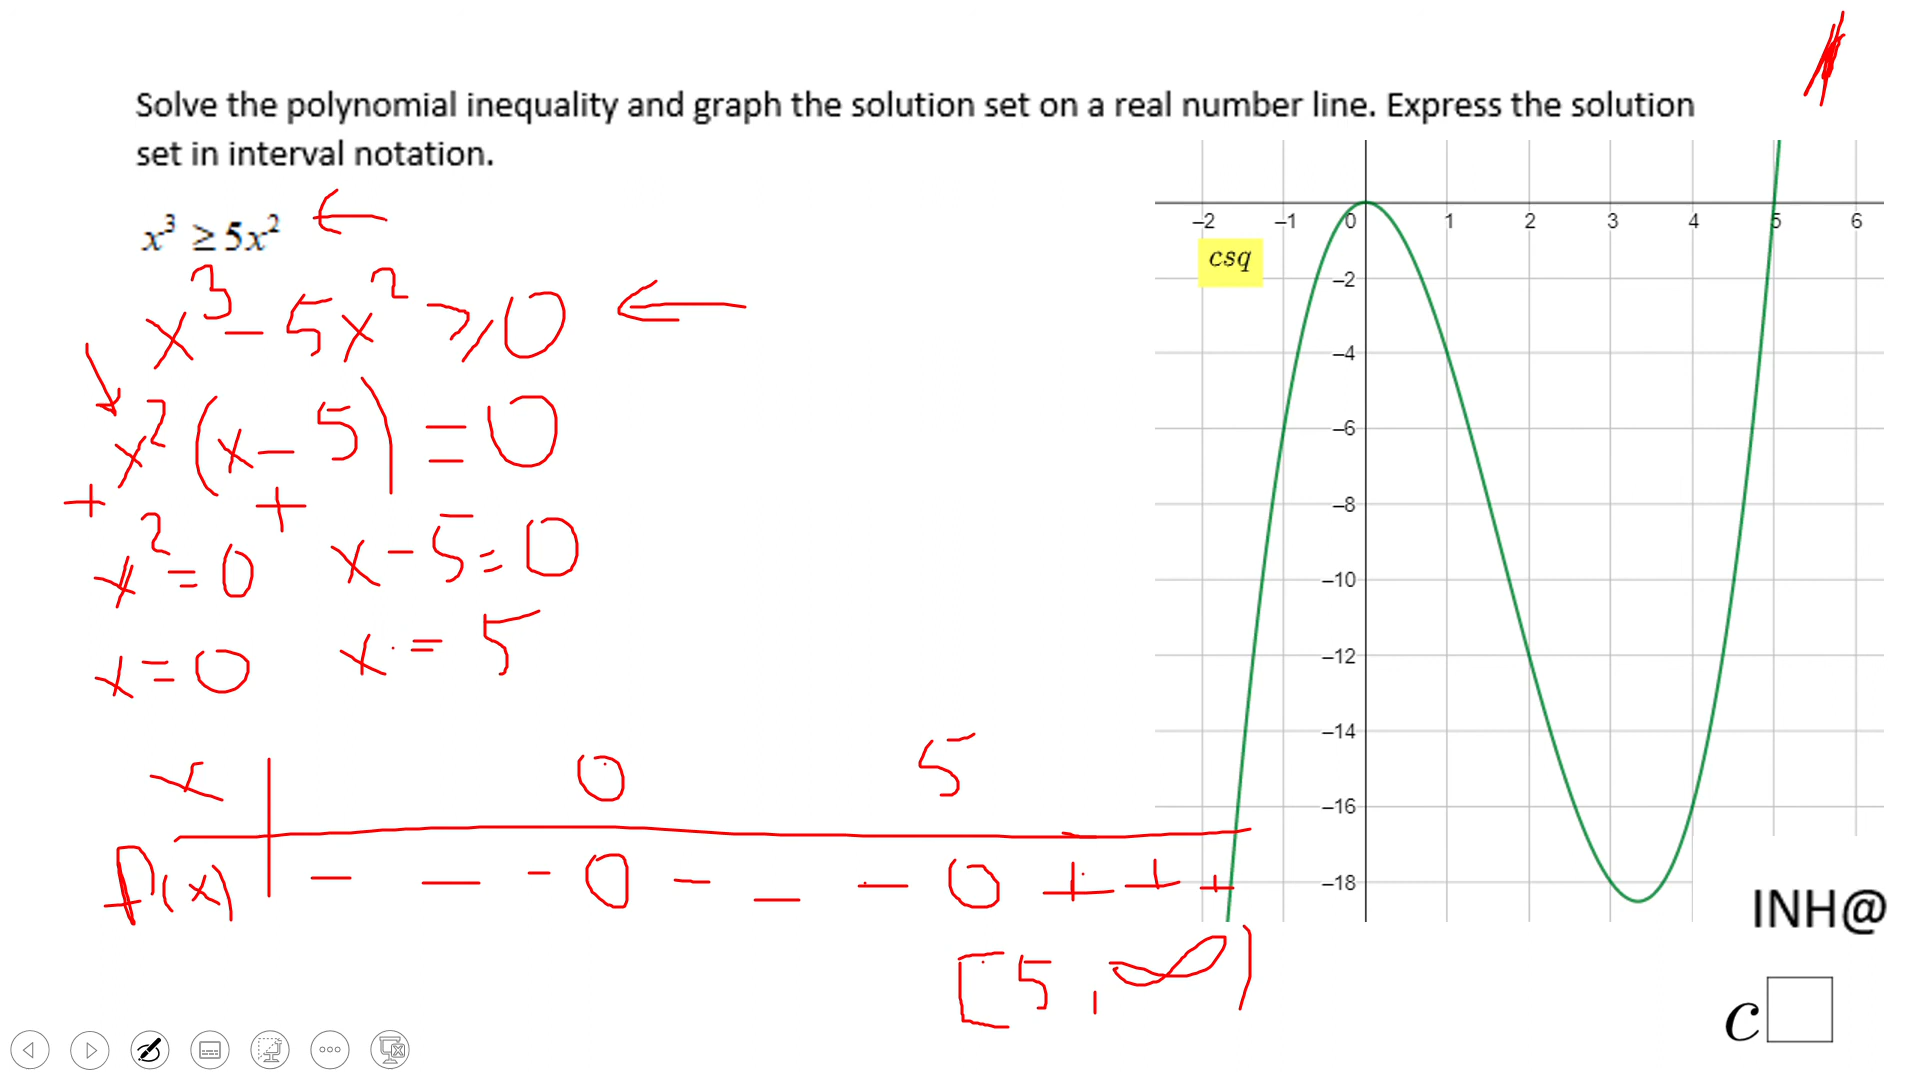 Solve the polynomial inequality and graph the solution set on a real number line. Express the solution
set in interval notation.
x³ ≥ 5x²
x³ - 5x² ≥ 0
x² (x - 5) = 0
+ +
x² = 0 x - 5 = 0
x = 0 x = 5
x 0 5
P(x) - - - 0 - - - 0 + + +
[5, ∞)
-2 -1 0 1 2 3 4 5 6
csq
-2
-4
-6
-8
-10
-12
-14
-16
-18
INH@
c